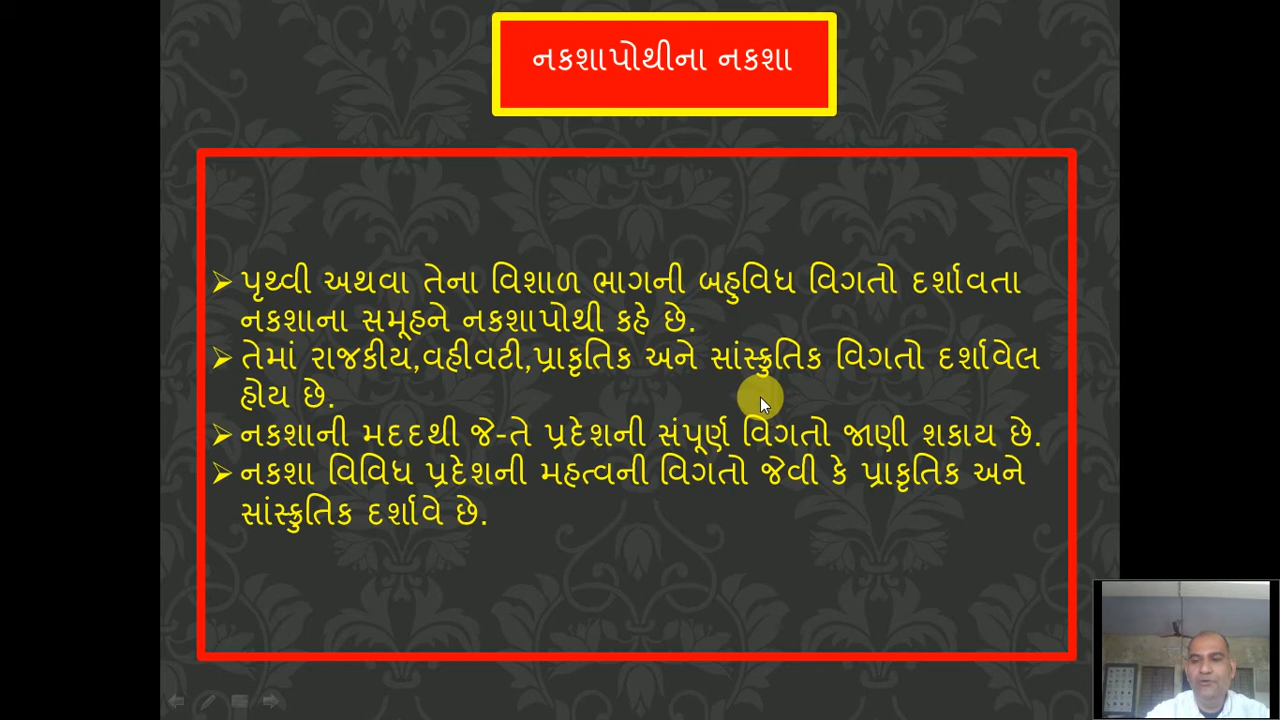 નકશાપોથીના નકશા
➢પૃથ્વી અથવા તેના વિશાળ ભાગની બહુવિધ વિગતો દર્શાવતા
નકશાના સમૂહને નકશાપોથી કહે છે.
➢તેમાં રાજકીય,વહીવટી,પ્રાકૃતિક અને સાંસ્ક્રુતિક વિગતો દર્શાવેલ
હોય છે.
➢નકશાની મદદથી જે-તે પ્રદેશની સંપૂર્ણ વિગતો જાણી શકાય છે.
➢નકશા વિવિધ પ્રદેશની મહત્વની વિગતો જેવી કે પ્રાકૃતિક અને
સાંસ્ક્રુતિક દર્શાવે છે.